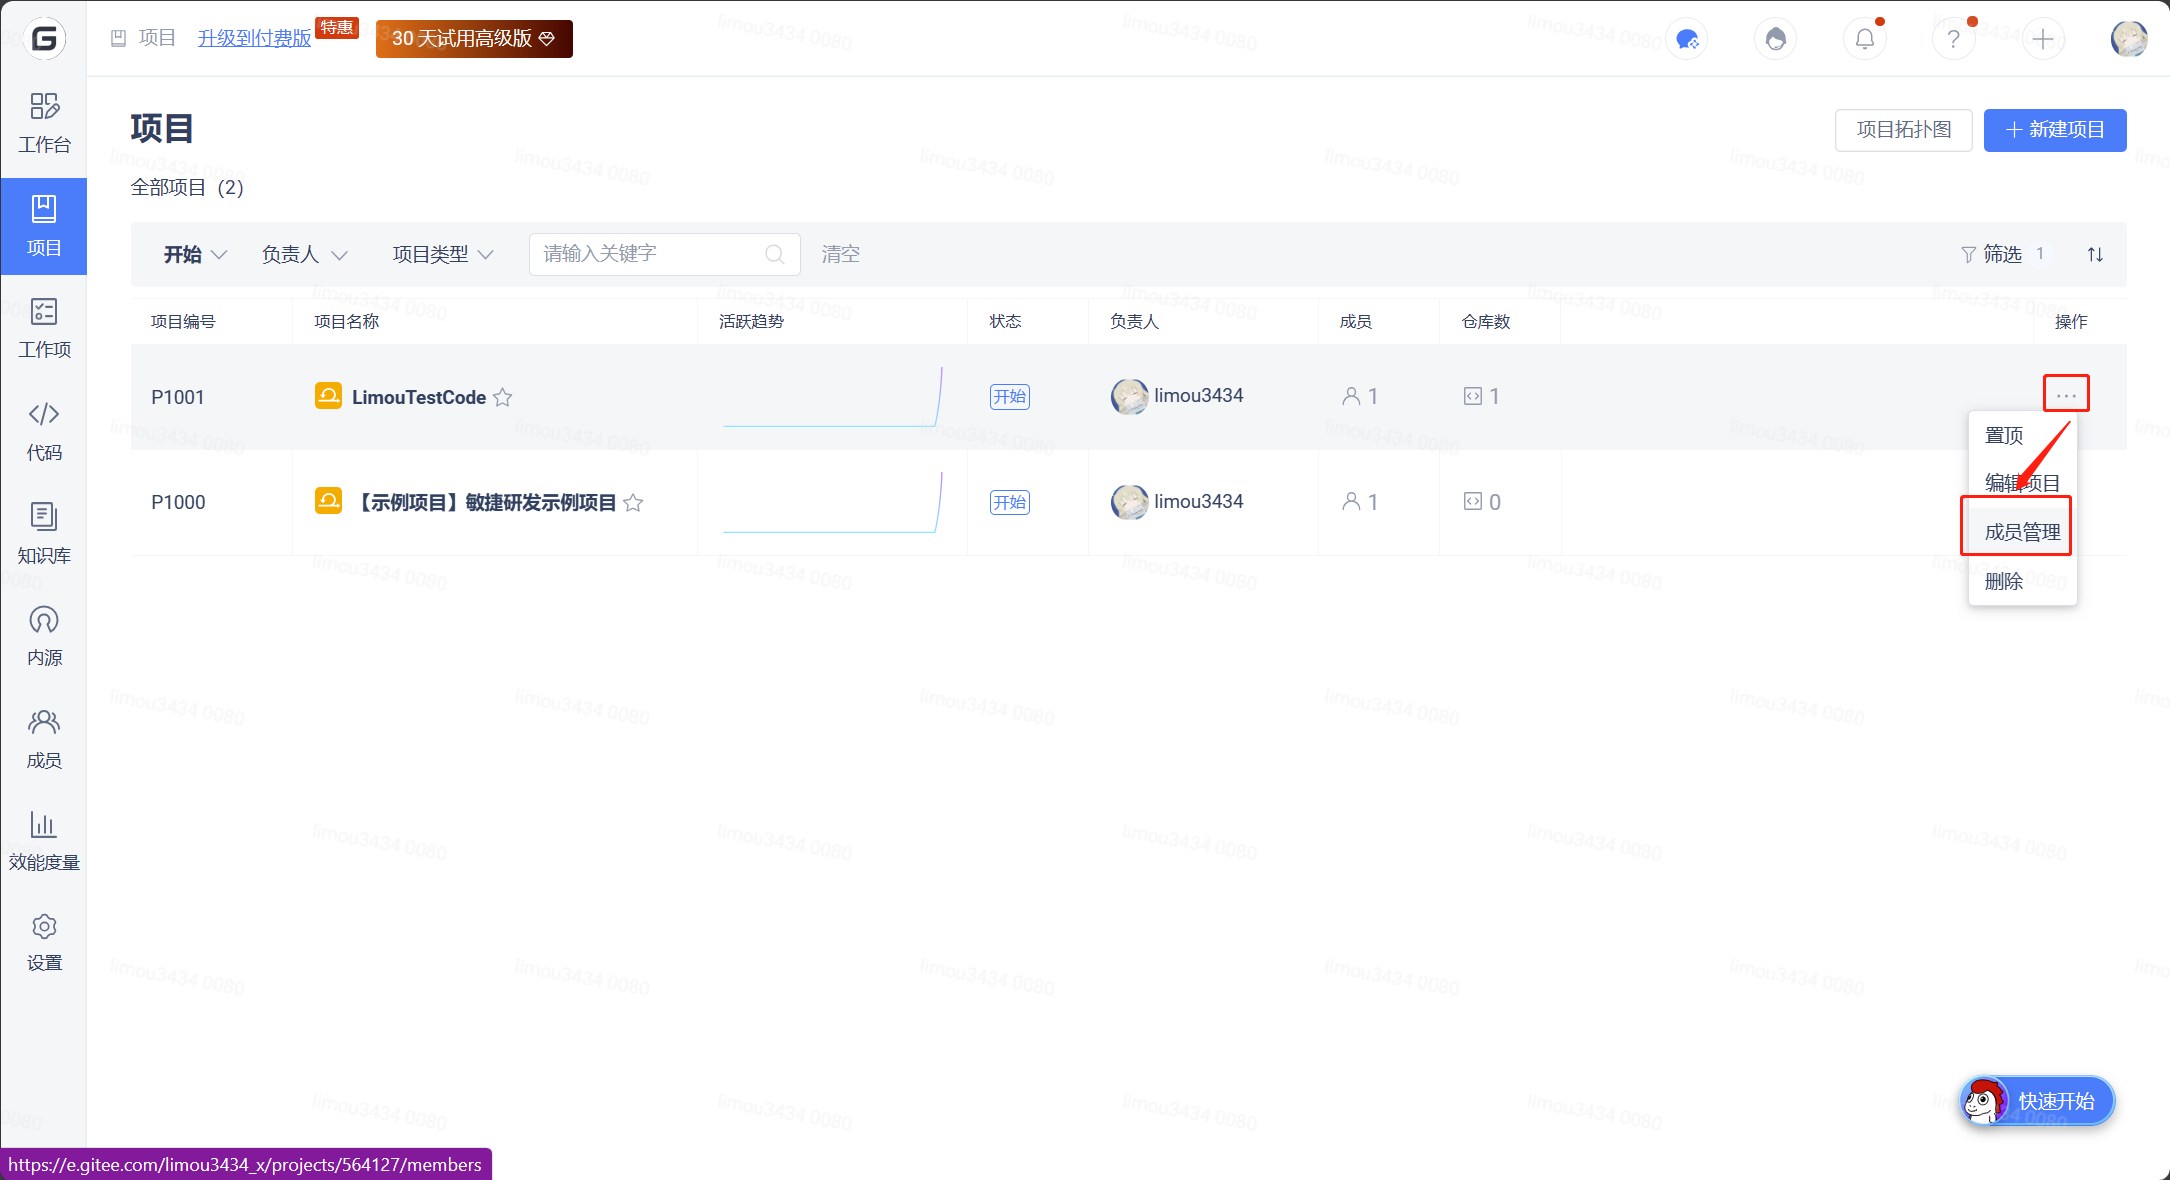 项目
升级到付费版
特惠
30 天试用高级版
工作台
项目
工作项
代码
知识库
内源
成员
效能度量
设置
项目
项目拓扑图
新建项目
全部项目（2）
开始
负责人
项目类型
请输入关键字
清空
筛选 1
项目编号 项目名称 活跃趋势 状态 负责人 成员 仓库数 操作
P1001 LimouTestCode 开始 limou3434 1 1 ...
P1000 【示例项目】敏捷研发示例项目 开始 limou3434 1 0
置顶
编辑项目
成员管理
删除
快速开始
limou3434 0080
https://e.gitee.com/limou3434_x/projects/564127/members